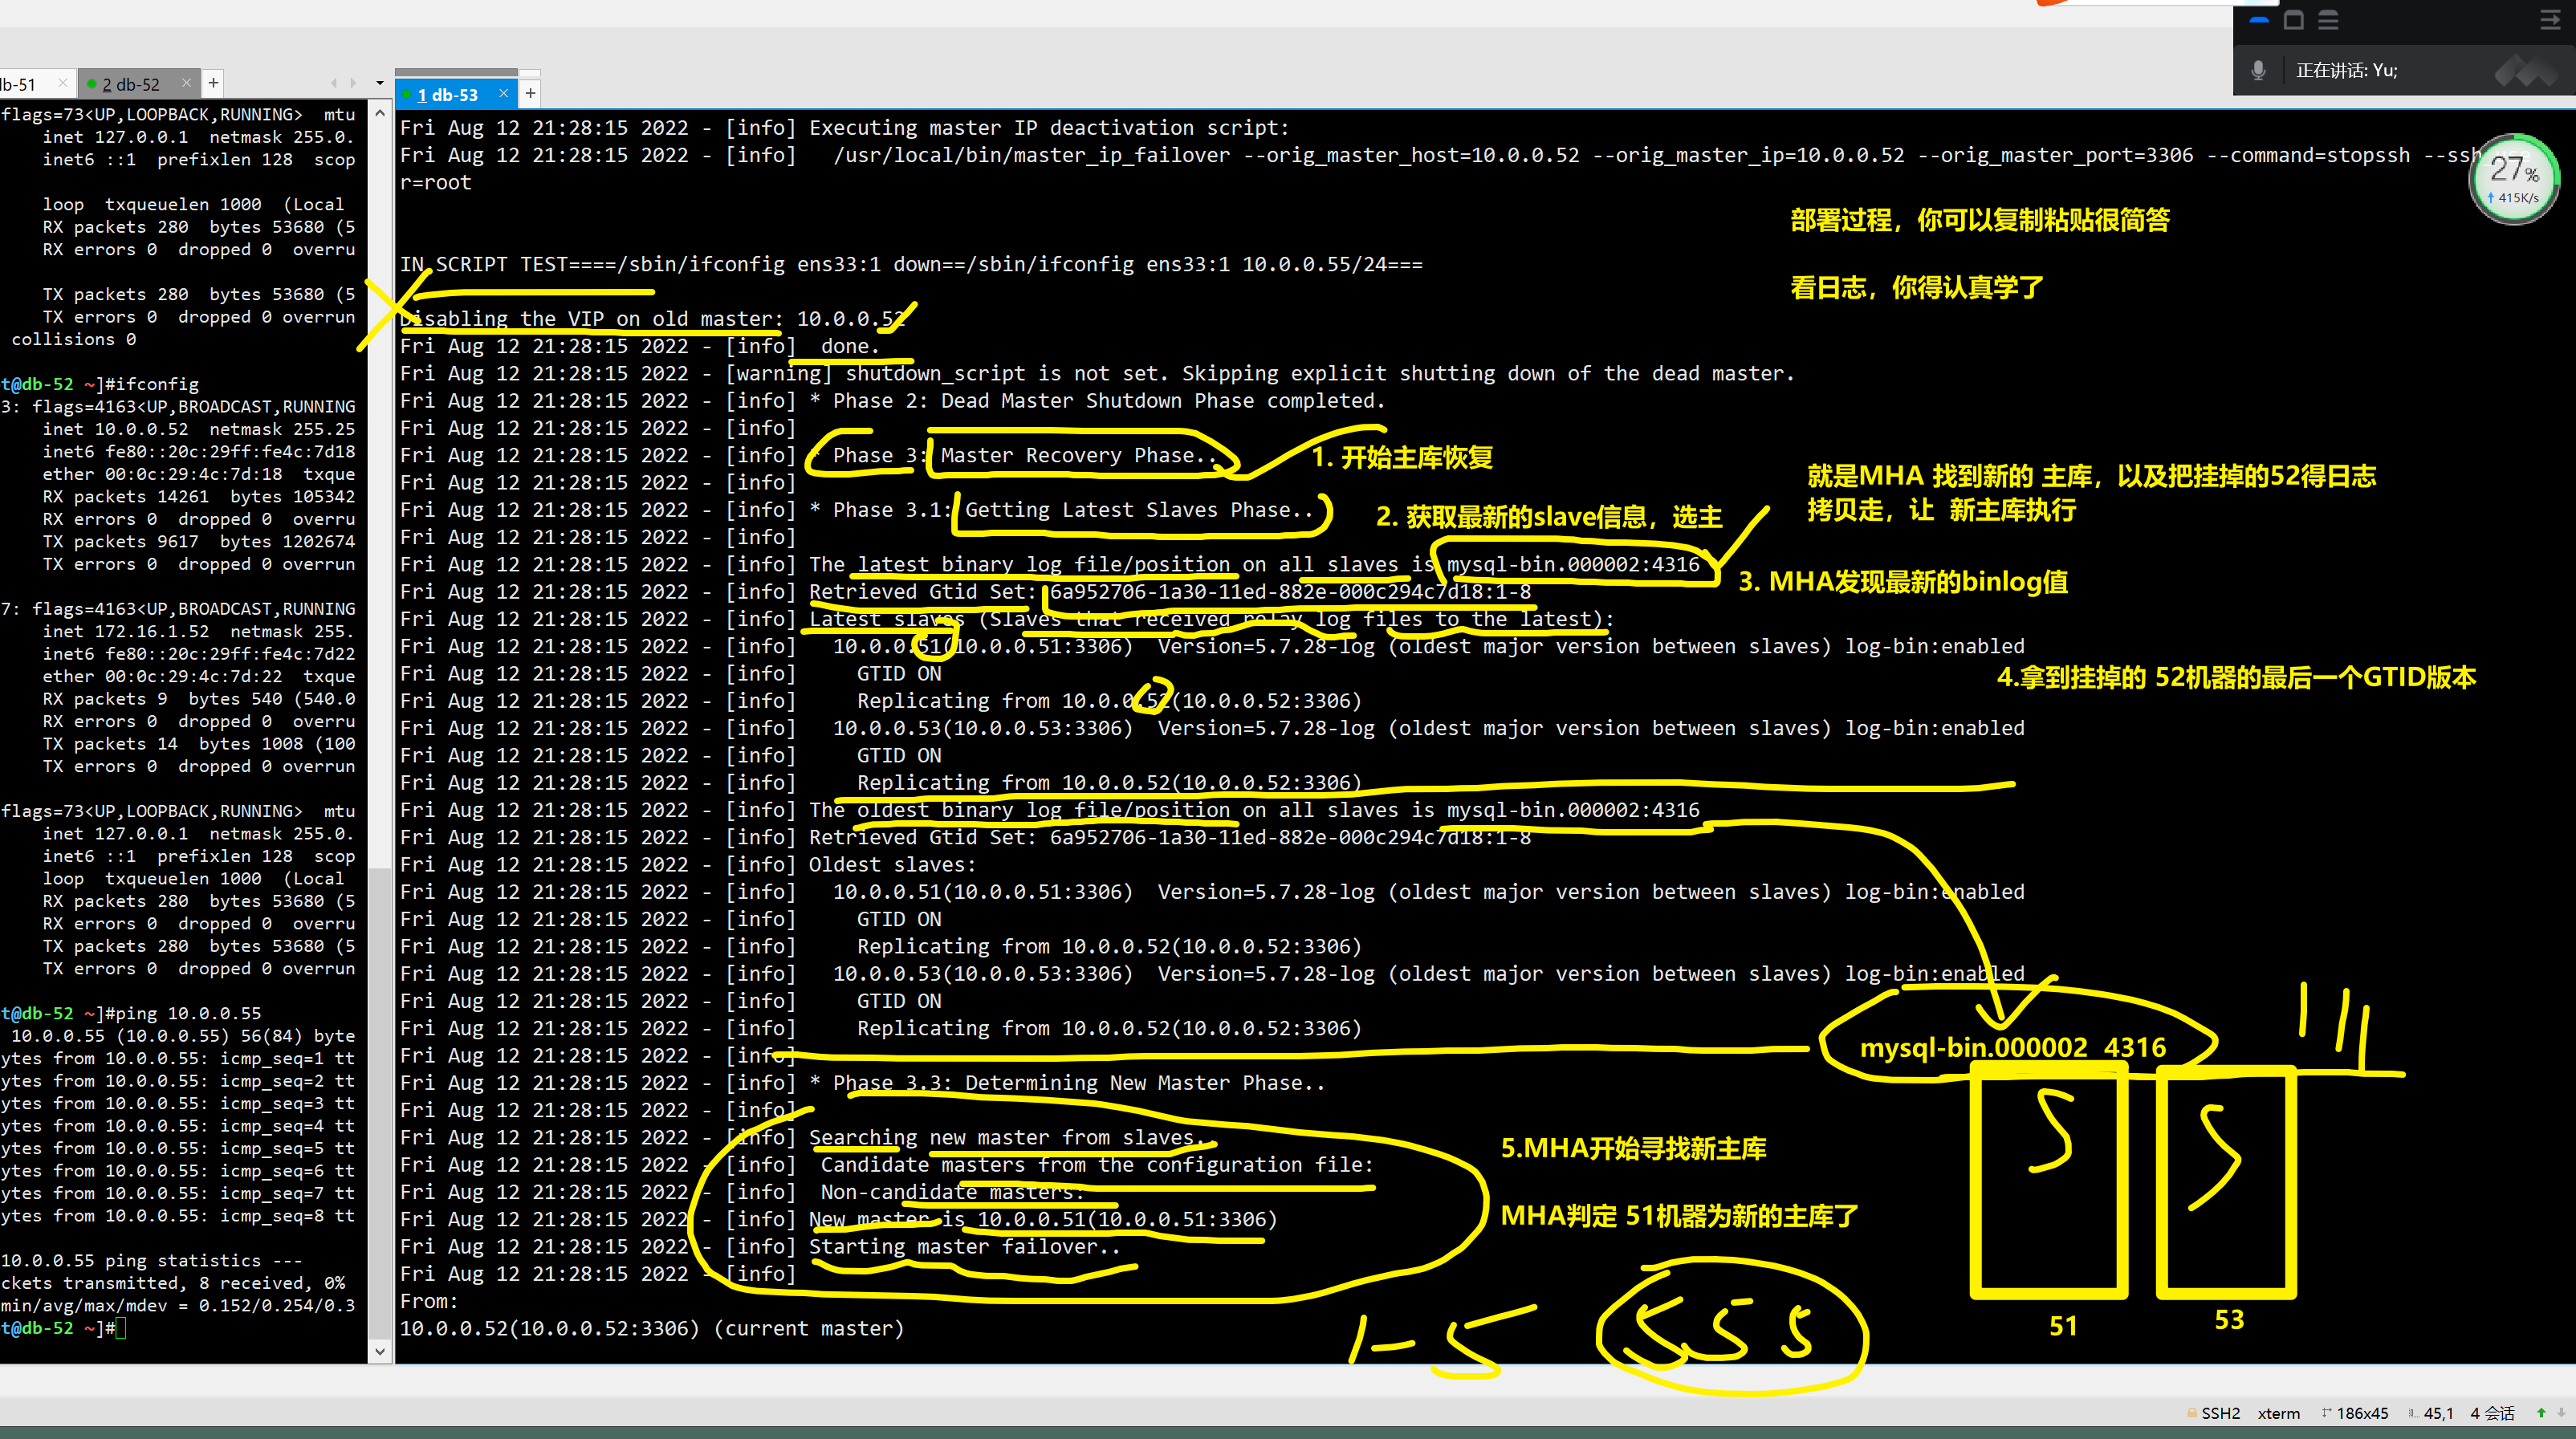 正在讲话: Yu;
db-51
2 db-52
1 db-53
27%
415K/s
flags=73<UP,LOOPBACK,RUNNING> mtu
inet 127.0.0.1 netmask 255.0.
inet6 ::1 prefixlen 128 scop
loop txqueuelen 1000 (Local
RX packets 280 bytes 53680 (5
RX errors 0 dropped 0 overru
TX packets 280 bytes 53680 (5
TX errors 0 dropped 0 overrun
collisions 0
t@db-52 ~]#ifconfig
3: flags=4163<UP,BROADCAST,RUNNING
inet 10.0.0.52 netmask 255.25
inet6 fe80::20c:29ff:fe4c:7d18
ether 00:0c:29:4c:7d:18 txque
RX packets 14261 bytes 105342
RX errors 0 dropped 0 overru
TX packets 9617 bytes 1202674
TX errors 0 dropped 0 overrun
7: flags=4163<UP,BROADCAST,RUNNING
inet 172.16.1.52 netmask 255.
inet6 fe80::20c:29ff:fe4c:7d22
ether 00:0c:29:4c:7d:22 txque
RX packets 9 bytes 540 (540.0
RX errors 0 dropped 0 overru
TX packets 14 bytes 1008 (100
TX errors 0 dropped 0 overrun
flags=73<UP,LOOPBACK,RUNNING> mtu
inet 127.0.0.1 netmask 255.0.
inet6 ::1 prefixlen 128 scop
loop txqueuelen 1000 (Local
RX packets 280 bytes 53680 (5
RX errors 0 dropped 0 overru
TX packets 280 bytes 53680 (5
TX errors 0 dropped 0 overrun
t@db-52 ~]#ping 10.0.0.55
10.0.0.55 (10.0.0.55) 56(84) byte
ytes from 10.0.0.55: icmp_seq=1 tt
ytes from 10.0.0.55: icmp_seq=2 tt
ytes from 10.0.0.55: icmp_seq=3 tt
ytes from 10.0.0.55: icmp_seq=4 tt
ytes from 10.0.0.55: icmp_seq=5 tt
ytes from 10.0.0.55: icmp_seq=6 tt
ytes from 10.0.0.55: icmp_seq=7 tt
ytes from 10.0.0.55: icmp_seq=8 tt
10.0.0.55 ping statistics ---
ckets transmitted, 8 received, 0%
min/avg/max/mdev = 0.152/0.254/0.3
t@db-52 ~]#
Fri Aug 12 21:28:15 2022 - [info] Executing master IP deactivation script:
Fri Aug 12 21:28:15 2022 - [info] /usr/local/bin/master_ip_failover --orig_master_host=10.0.0.52 --orig_master_ip=10.0.0.52 --orig_master_port=3306 --command=stopssh --ssh_use
r=root
部署过程，你可以复制粘贴很简答
IN SCRIPT TEST====/sbin/ifconfig ens33:1 down==/sbin/ifconfig ens33:1 10.0.0.55/24===
看日志，你得认真学了
Disabling the VIP on old master: 10.0.0.52
Fri Aug 12 21:28:15 2022 - [info] done.
Fri Aug 12 21:28:15 2022 - [warning] shutdown_script is not set. Skipping explicit shutting down of the dead master.
Fri Aug 12 21:28:15 2022 - [info] * Phase 2: Dead Master Shutdown Phase completed.
Fri Aug 12 21:28:15 2022 - [info]
Fri Aug 12 21:28:15 2022 - [info] * Phase 3: Master Recovery Phase..
1. 开始主库恢复
Fri Aug 12 21:28:15 2022 - [info]
就是MHA 找到新的 主库，以及把挂掉的52得日志
拷贝走，让 新主库执行
Fri Aug 12 21:28:15 2022 - [info] * Phase 3.1: Getting Latest Slaves Phase..
2. 获取最新的slave信息，选主
Fri Aug 12 21:28:15 2022 - [info]
Fri Aug 12 21:28:15 2022 - [info] The latest binary log file/position on all slaves is mysql-bin.000002:4316
3. MHA发现最新的binlog值
Fri Aug 12 21:28:15 2022 - [info] Retrieved Gtid Set: 6a952706-1a30-11ed-882e-000c294c7d18:1-8
Fri Aug 12 21:28:15 2022 - [info] Latest slaves (Slaves that received relay log files to the latest):
Fri Aug 12 21:28:15 2022 - [info] 10.0.0.51(10.0.0.51:3306) Version=5.7.28-log (oldest major version between slaves) log-bin:enabled
Fri Aug 12 21:28:15 2022 - [info] GTID ON
4.拿到挂掉的 52机器的最后一个GTID版本
Fri Aug 12 21:28:15 2022 - [info] Replicating from 10.0.0.52(10.0.0.52:3306)
Fri Aug 12 21:28:15 2022 - [info] 10.0.0.53(10.0.0.53:3306) Version=5.7.28-log (oldest major version between slaves) log-bin:enabled
Fri Aug 12 21:28:15 2022 - [info] GTID ON
Fri Aug 12 21:28:15 2022 - [info] Replicating from 10.0.0.52(10.0.0.52:3306)
Fri Aug 12 21:28:15 2022 - [info] The oldest binary log file/position on all slaves is mysql-bin.000002:4316
Fri Aug 12 21:28:15 2022 - [info] Retrieved Gtid Set: 6a952706-1a30-11ed-882e-000c294c7d18:1-8
Fri Aug 12 21:28:15 2022 - [info] Oldest slaves:
Fri Aug 12 21:28:15 2022 - [info] 10.0.0.51(10.0.0.51:3306) Version=5.7.28-log (oldest major version between slaves) log-bin:enabled
Fri Aug 12 21:28:15 2022 - [info] GTID ON
Fri Aug 12 21:28:15 2022 - [info] Replicating from 10.0.0.52(10.0.0.52:3306)
Fri Aug 12 21:28:15 2022 - [info] 10.0.0.53(10.0.0.53:3306) Version=5.7.28-log (oldest major version between slaves) log-bin:enabled
Fri Aug 12 21:28:15 2022 - [info] GTID ON
Fri Aug 12 21:28:15 2022 - [info] Replicating from 10.0.0.52(10.0.0.52:3306)
Fri Aug 12 21:28:15 2022 - [info]
mysql-bin.000002 4316
Fri Aug 12 21:28:15 2022 - [info] * Phase 3.3: Determining New Master Phase..
Fri Aug 12 21:28:15 2022 - [info]
Fri Aug 12 21:28:15 2022 - [info] Searching new master from slaves..
5.MHA开始寻找新主库
Fri Aug 12 21:28:15 2022 - [info] Candidate masters from the configuration file:
Fri Aug 12 21:28:15 2022 - [info] Non-candidate masters:
Fri Aug 12 21:28:15 2022 - [info] New master is 10.0.0.51(10.0.0.51:3306)
MHA判定 51机器为新的主库了
Fri Aug 12 21:28:15 2022 - [info] Starting master failover..
Fri Aug 12 21:28:15 2022 - [info]
From:
10.0.0.52(10.0.0.52:3306) (current master)
1-5
51
53
SSH2 xterm 186x45 45,1 4 会话